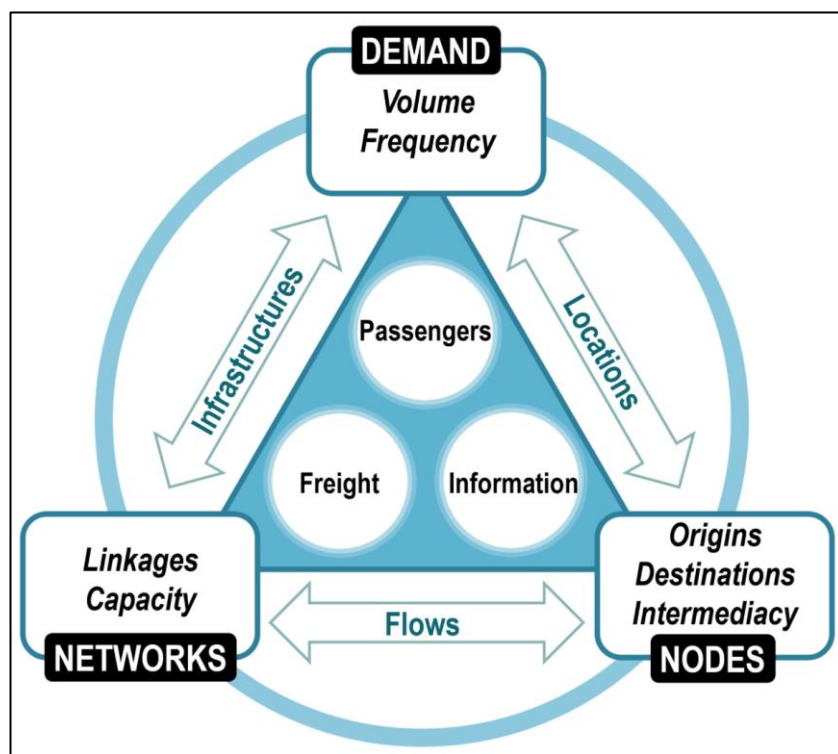 DEMAND
Volume
Frequency
Infrastructures
Locations
Passengers
Freight
Information
Linkages
Capacity
NETWORKS
Flows
Origins
Destinations
Intermediacy
NODES